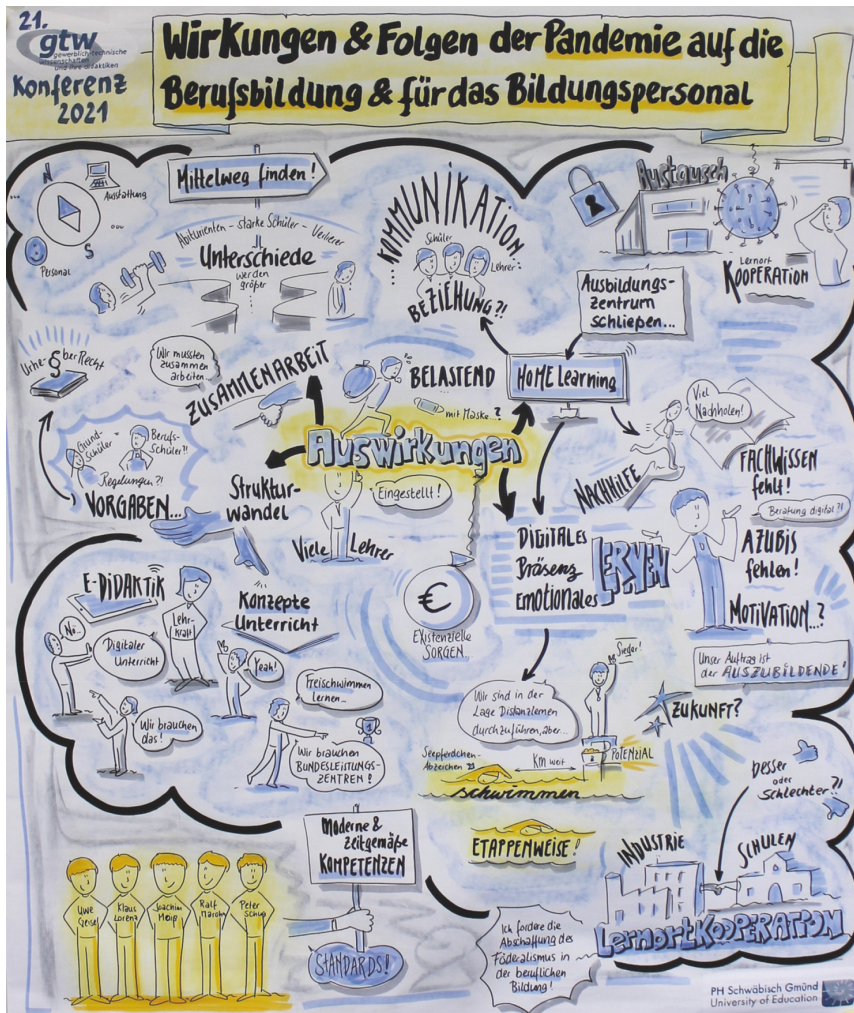 21.
gtw
gewerblich-technische
wissenschaften
und ihre didaktiken
Konferenz
2021
Wirkungen & Folgen der Pandemie auf die
Berufsbildung & für das Bildungspersonal
N
Ausstattung
...
...
S
Personal
Mittelweg finden!
Abiturienten - starke Schüler - Verlierer
Unterschiede
werden
größer
...KOMMUNIKATION...
Schüler
Lehrer
BEZIEHUNG?!
Austausch
Lernort
KOOPERATION
Ausbildungs-
zentrum
schließen...
Urheberrecht
§
Wir mussten
zusammen
arbeiten...
ZUSAMMENARBEIT
BELASTEND
mit Maske..?
HOME Learning
Viel
Nachholen!
NACHHILFE
FACHWISSEN
fehlt!
Auswirkungen
Grund-
Schüler
Berufs-
Schüler?!
Regelungen?!
VORGABEN...
Struktur-
wandel
Eingestellt!
Viele Lehrer
DIGITALES
Präsenz
Emotionales
LERNEN
Beratung digital?!
AZUBIS
fehlen!
MOTIVATION..?
€
EXISTENZIELLE
SORGEN
Unser Auftrag ist
der AUSZUBILDENDE!
E-DiDAKTiK
Lehr-
Kraft
Digitaler
Unterricht
Wir brauchen
das!
Konzepte
Unterricht
Yeah!
Freischwimmen
lernen...
Wir brauchen
BUNDESLEISTUNGS-
ZENTREN!
Wir sind in der
Lage Distanzlernen
durchzuführen, aber...
Sieger!
Seepferdchen-
Abzeichen
Km weit
POTENZIAL
schwimmen
ETAPPENWEISE!
ZUKUNFT?
besser
oder
schlechter?!
INDUSTRIE
SCHULEN
LernortKOOPERATION
Moderne &
zeitgemäße
KOMPETENZEN
STANDARDS!
Uwe
Klaus
Lorenz
Joachim
Ralf
Peter
Ich fordere die
Abschaffung des
Föderalismus in
der beruflichen
Bildung!
PH Schwäbisch Gmünd
University of Education